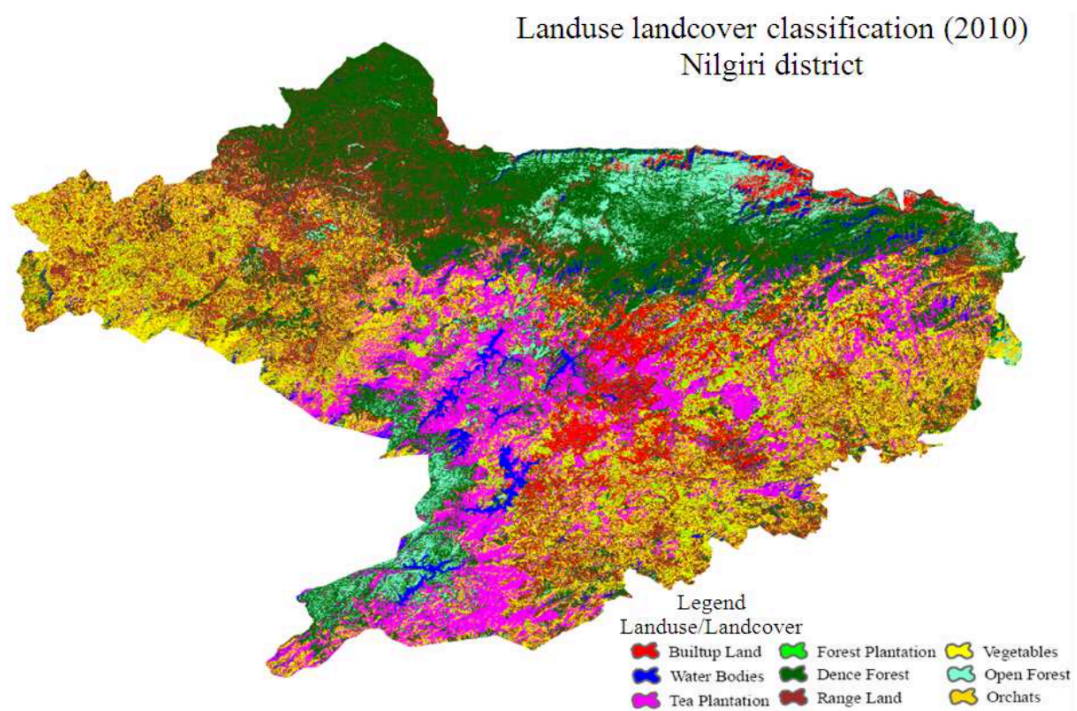 Landuse landcover classification (2010)
Nilgiri district
Legend
Landuse/Landcover
Builtup Land
Forest Plantation
Vegetables
Water Bodies
Dence Forest
Open Forest
Tea Plantation
Range Land
Orchats